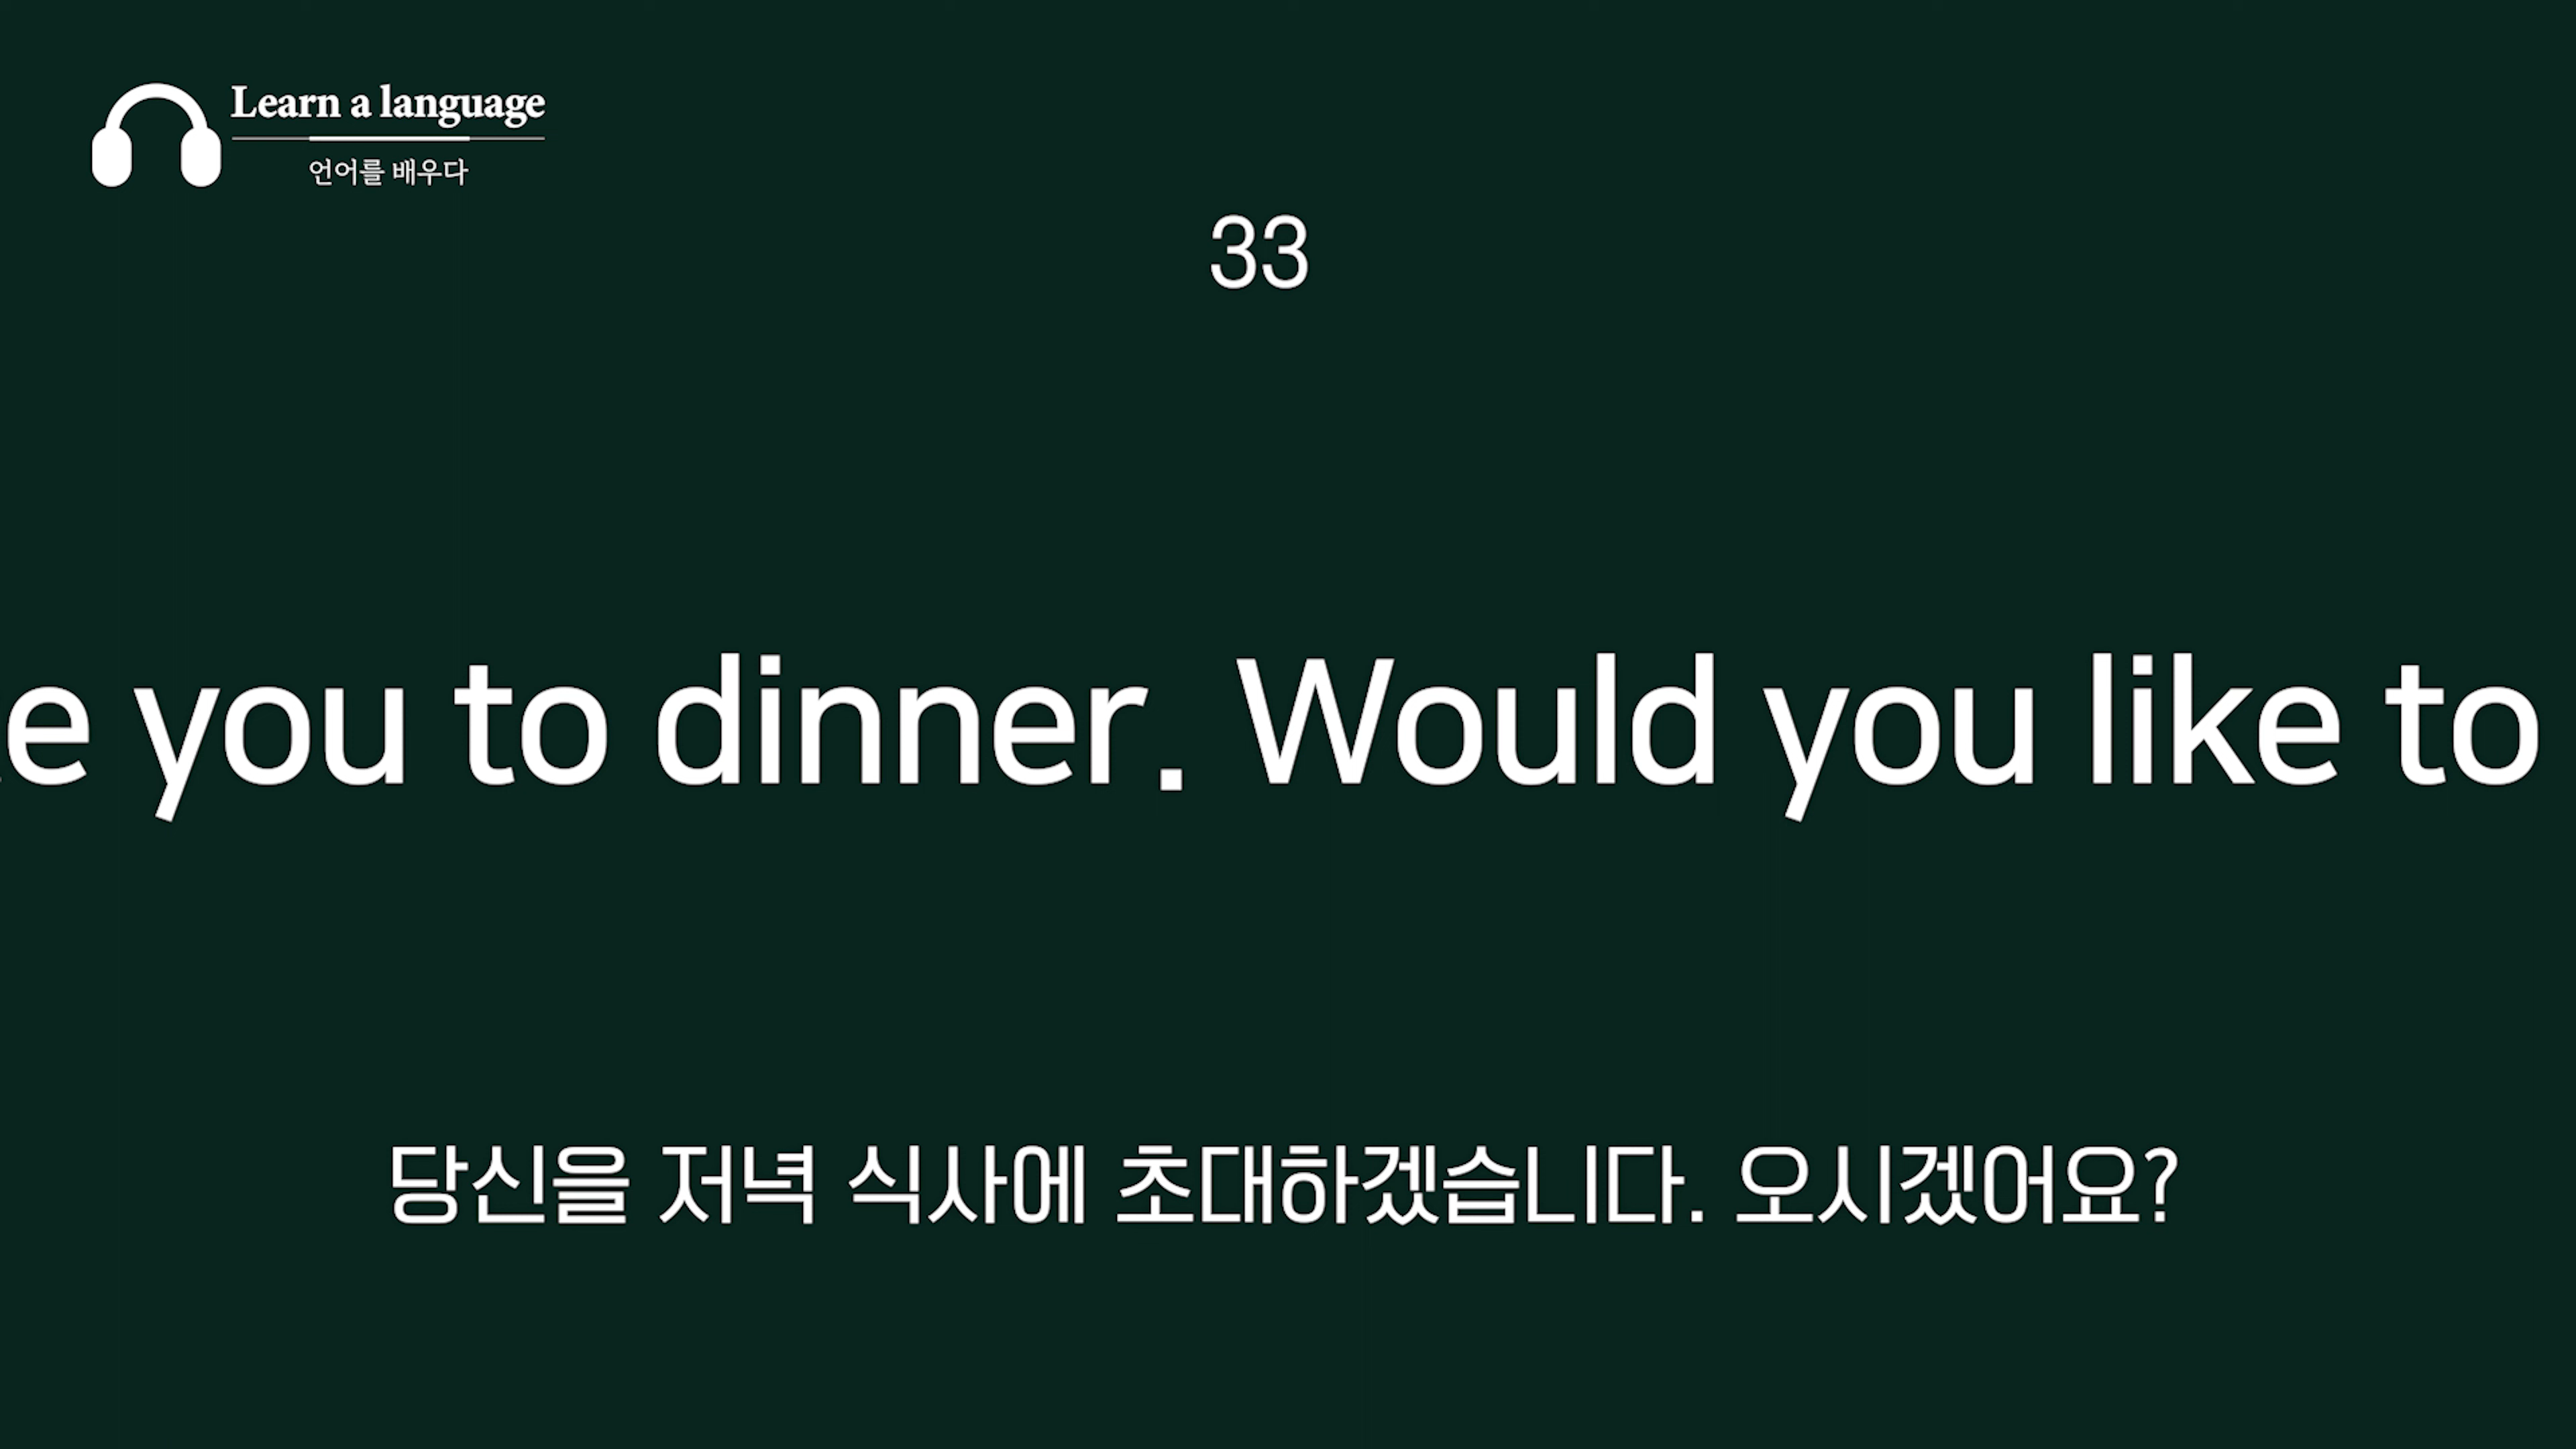 Learn a language
언어를 배우다
33
e you to dinner. Would you like to
당신을 저녁 식사에 초대하겠습니다. 오시겠어요?